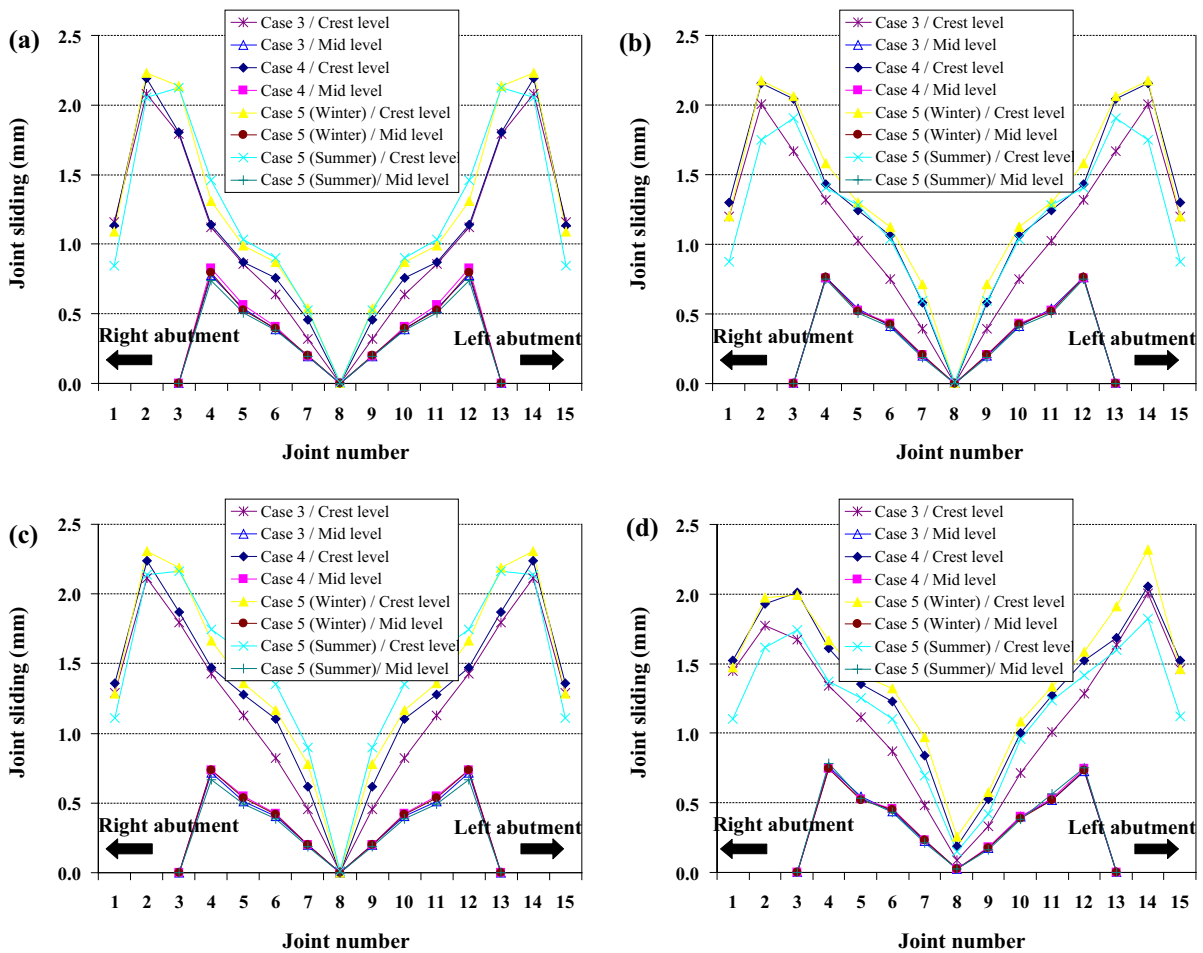 (a)
Case 3 / Crest level
Case 3 / Mid level
Case 4 / Crest level
Case 4 / Mid level
Case 5 (Winter) / Crest level
Case 5 (Winter) / Mid level
Case 5 (Summer) / Crest level
Case 5 (Summer)/ Mid level
Joint sliding (mm)
2.5
2.0
1.5
1.0
0.5
0.0
Right abutment
Left abutment
1 2 3 4 5 6 7 8 9 10 11 12 13 14 15
Joint number
(b)
Case 3 / Crest level
Case 3 / Mid level
Case 4 / Crest level
Case 4 / Mid level
Case 5 (Winter) / Crest level
Case 5 (Winter) / Mid level
Case 5 (Summer) / Crest level
Case 5 (Summer)/ Mid level
Joint sliding (mm)
2.5
2.0
1.5
1.0
0.5
0.0
Right abutment
Left abutment
1 2 3 4 5 6 7 8 9 10 11 12 13 14 15
Joint number
(c)
Case 3 / Crest level
Case 3 / Mid level
Case 4 / Crest level
Case 4 / Mid level
Case 5 (Winter) / Crest level
Case 5 (Winter) / Mid level
Case 5 (Summer) / Crest level
Case 5 (Summer)/ Mid level
Joint sliding (mm)
2.5
2.0
1.5
1.0
0.5
0.0
Right abutment
Left abutment
1 2 3 4 5 6 7 8 9 10 11 12 13 14 15
Joint number
(d)
Case 3 / Crest level
Case 3 / Mid level
Case 4 / Crest level
Case 4 / Mid level
Case 5 (Winter) / Crest level
Case 5 (Winter) / Mid level
Case 5 (Summer) / Crest level
Case 5 (Summer)/ Mid level
Joint sliding (mm)
2.5
2.0
1.5
1.0
0.5
0.0
Right abutment
Left abutment
1 2 3 4 5 6 7 8 9 10 11 12 13 14 15
Joint number